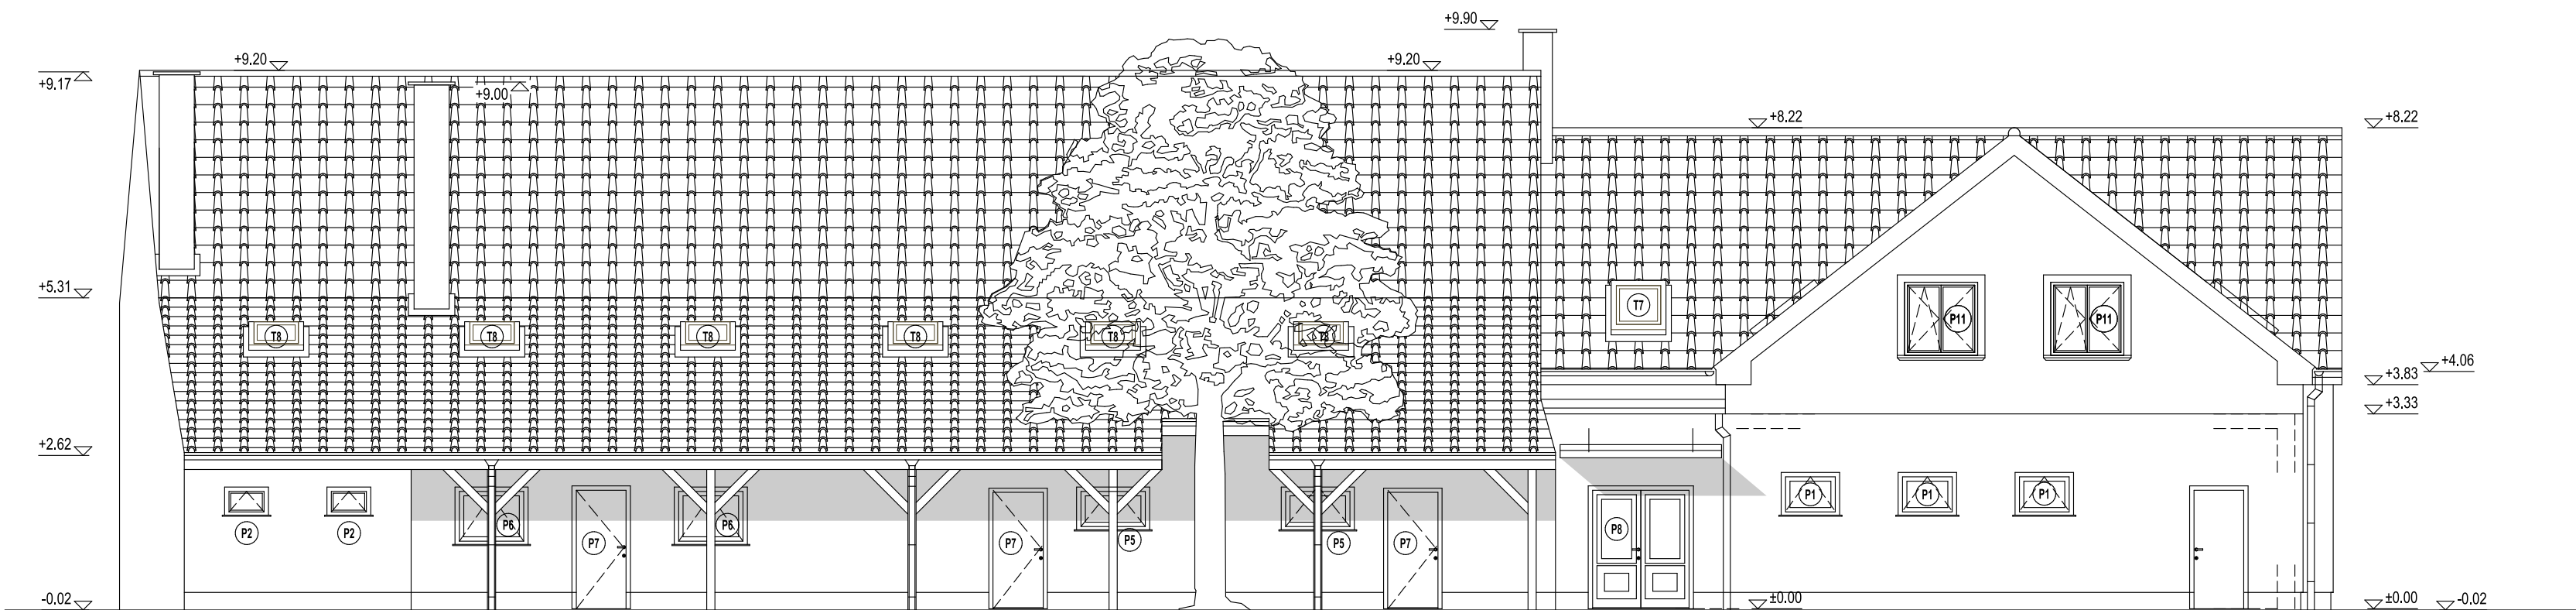 +9.90
+9.20
+9.20
+9.17
+9.00
+8.22
+8.22
+5,31
T7
P11
P11
T8
T8
T8
T8
T8
T8
+4.06
+3.83
+3.33
+2.62
P1
P1
P1
P2
P2
P6
P6
P7
P7
P5
P5
P7
P8
-0.02
±0.00
±0.00
-0.02